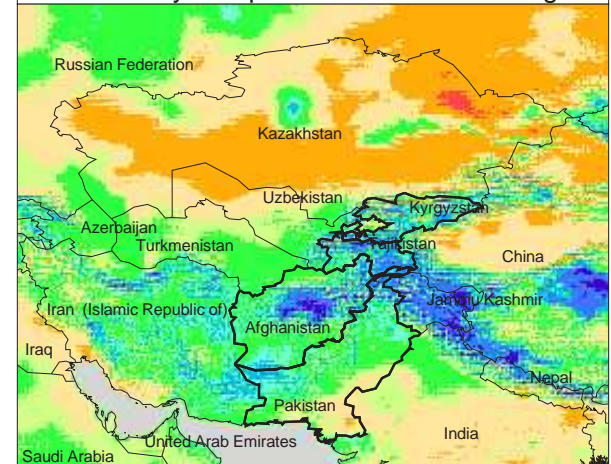 Russian Federation
Kazakhstan
Uzbekistan
Kyrgyzstan
Azerbaijan
Turkmenistan
Tajikistan
China
Iran (Islamic Republic of)
Jammu Kashmir
Afghanistan
Iraq
Nepal
Pakistan
India
United Arab Emirates
Saudi Arabia